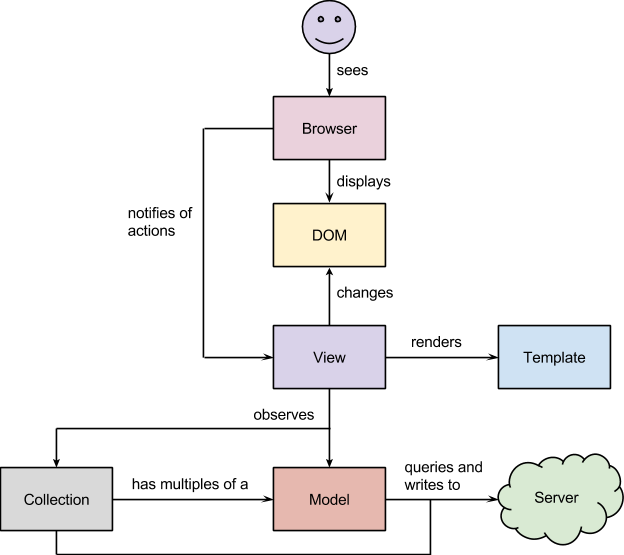 sees
Browser
displays
notifies of
actions
DOM
changes
View
renders
Template
observes
Collection
has multiples of a
Model
queries and
writes to
Server